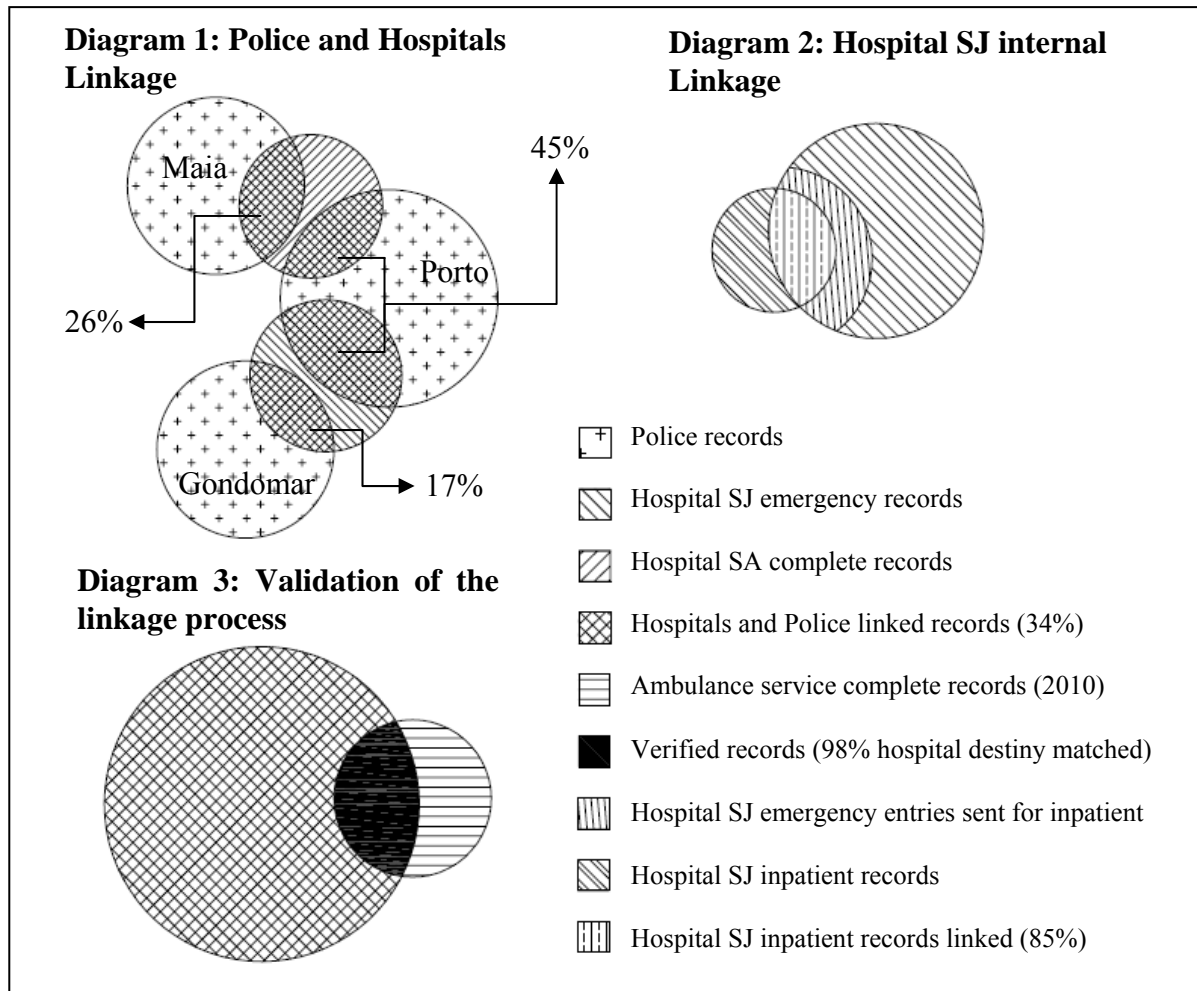 Diagram 1: Police and Hospitals
Linkage
Maia
45%
Porto
26%
Gondomar
17%
Diagram 2: Hospital SJ internal
Linkage
Police records
Hospital SJ emergency records
Hospital SA complete records
Hospitals and Police linked records (34%)
Ambulance service complete records (2010)
Verified records (98% hospital destiny matched)
Hospital SJ emergency entries sent for inpatient
Hospital SJ inpatient records
Hospital SJ inpatient records linked (85%)
Diagram 3: Validation of the
linkage process